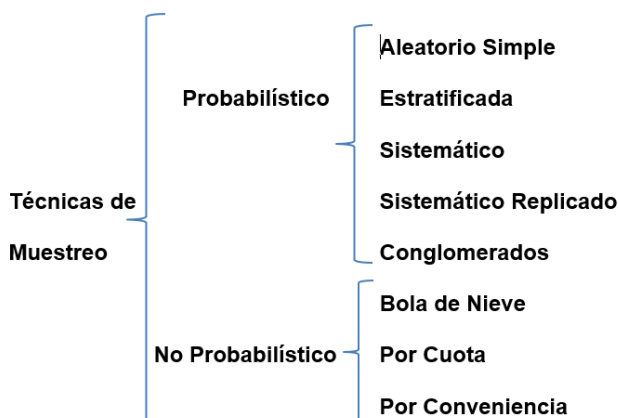 Técnicas de
Muestreo
Probabilístico
Aleatorio Simple
Estratificada
Sistemático
Sistemático Replicado
Conglomerados
No Probabilístico
Bola de Nieve
Por Cuota
Por Conveniencia